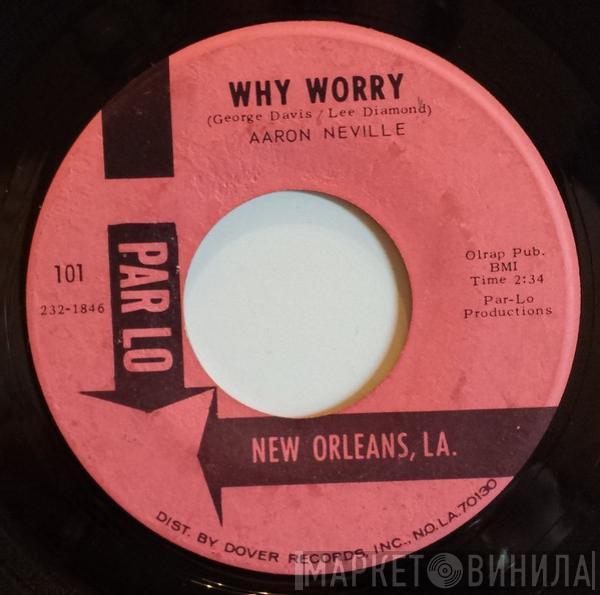 WHY WORRY
(George Davis / Lee Diamond)
AARON NEVILLE
101
232-1846
PAR LO
Olrap Pub.
BMI
Time 2:34
Par-Lo
Productions
NEW ORLEANS, LA.
DIST. BY DOVER RECORDS, INC., N.O. LA. 70130
МАРКЕТ ВИНИЛА